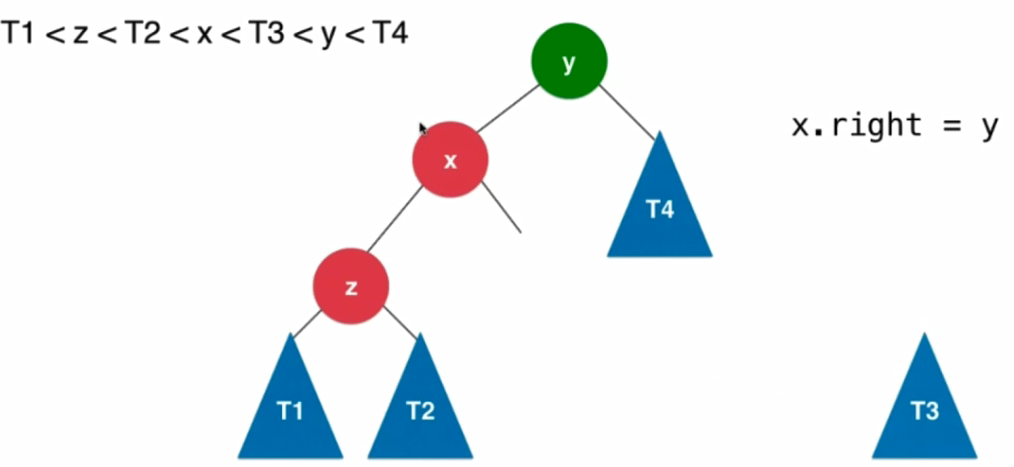 T1 < z < T2 < x < T3 < y < T4
y
x.right = y
x
T4
z
T1
T2
T3